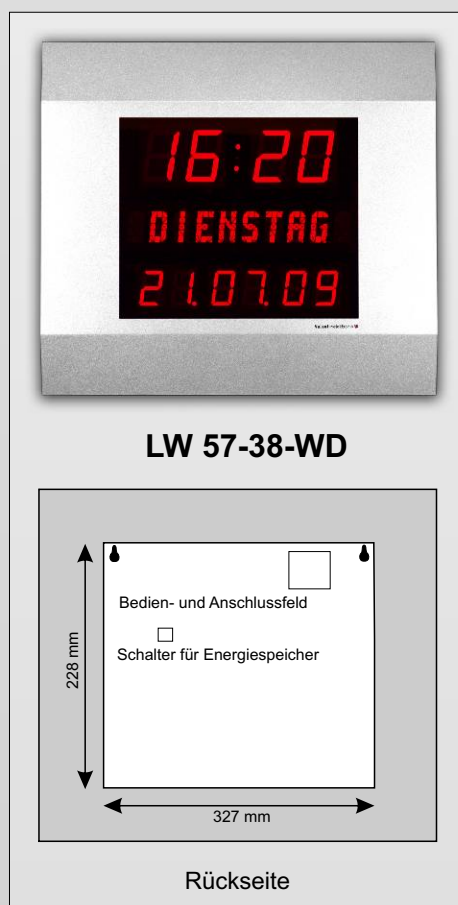 16:20
DIENSTAG
21.07.09
LW 57-38-WD
Bedien- und Anschlussfeld
Schalter für Energiespeicher
228 mm
327 mm
Rückseite